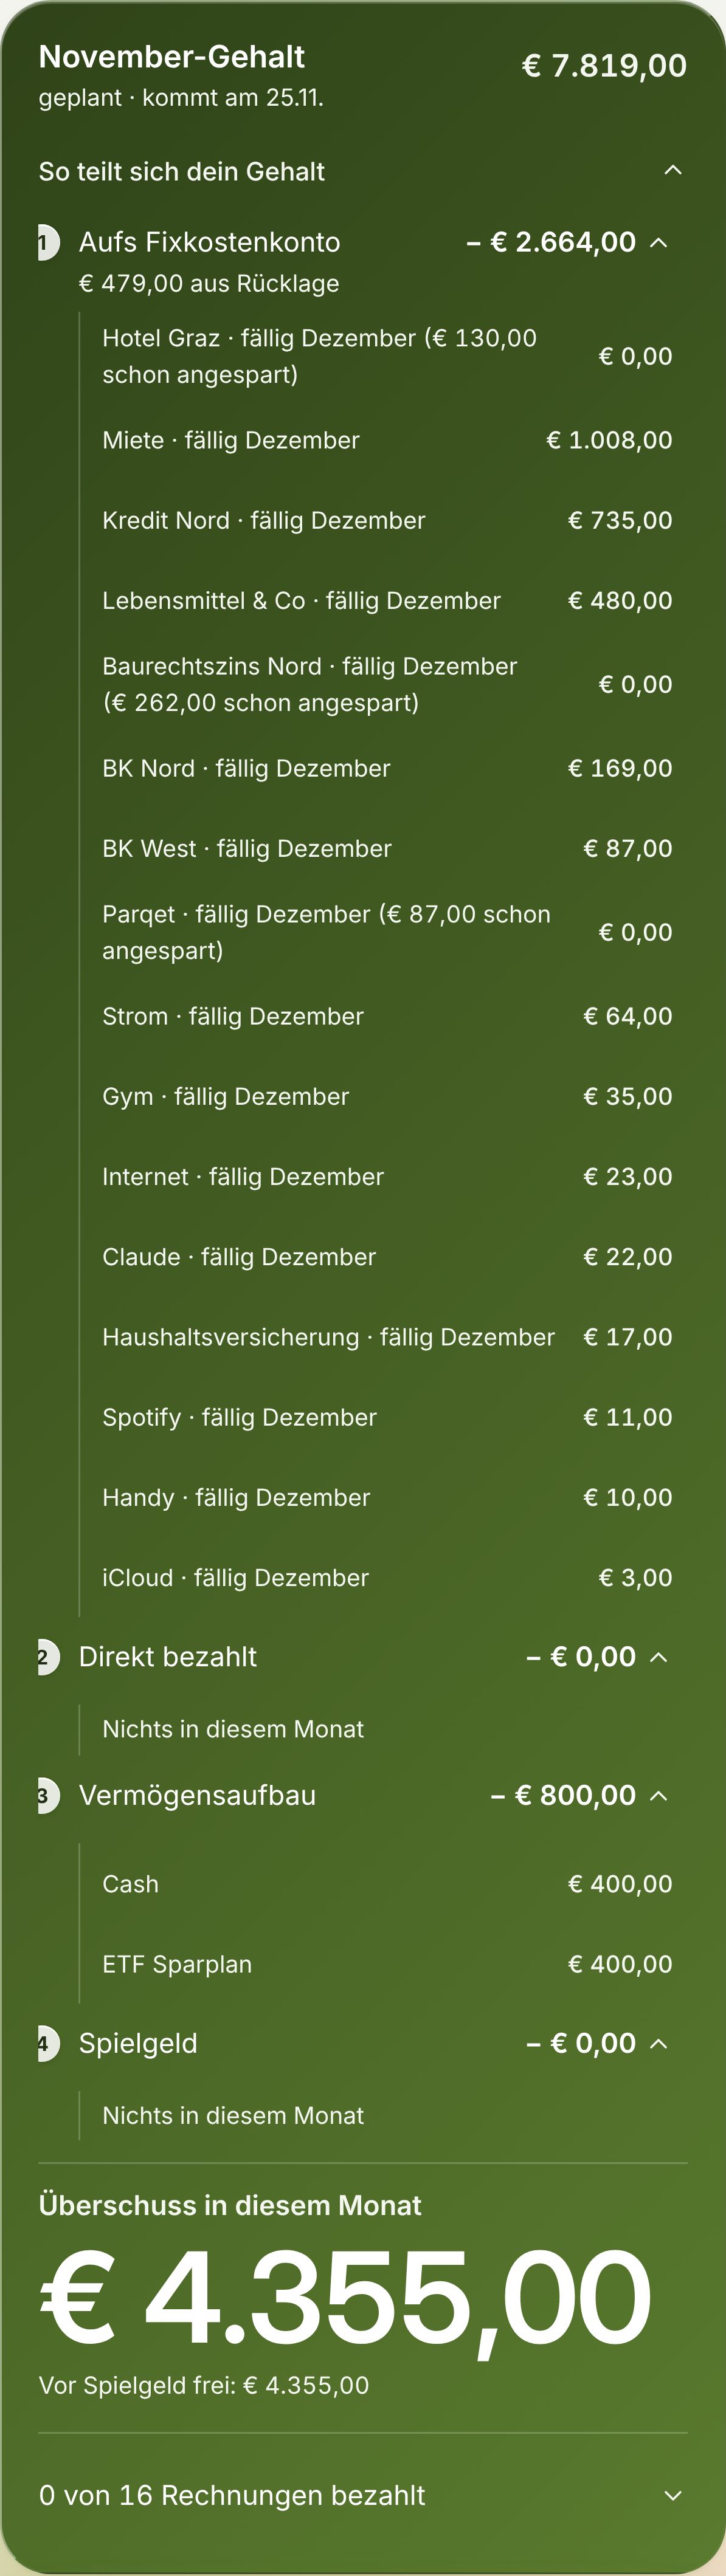 November-Gehalt
€ 7.819,00
geplant · kommt am 25.11.
So teilt sich dein Gehalt
1 Aufs Fixkostenkonto – € 2.664,00
€ 479,00 aus Rücklage
Hotel Graz · fällig Dezember (€ 130,00
schon angespart)
€ 0,00
Miete · fällig Dezember € 1.008,00
Kredit Nord · fällig Dezember € 735,00
Lebensmittel & Co · fällig Dezember € 480,00
Baurechtszins Nord · fällig Dezember
(€ 262,00 schon angespart)
€ 0,00
BK Nord · fällig Dezember € 169,00
BK West · fällig Dezember € 87,00
Parqet · fällig Dezember (€ 87,00 schon
angespart)
€ 0,00
Strom · fällig Dezember € 64,00
Gym · fällig Dezember € 35,00
Internet · fällig Dezember € 23,00
Claude · fällig Dezember € 22,00
Haushaltsversicherung · fällig Dezember € 17,00
Spotify · fällig Dezember € 11,00
Handy · fällig Dezember € 10,00
iCloud · fällig Dezember € 3,00
2 Direkt bezahlt – € 0,00
Nichts in diesem Monat
3 Vermögensaufbau – € 800,00
Cash € 400,00
ETF Sparplan € 400,00
4 Spielgeld – € 0,00
Nichts in diesem Monat
Überschuss in diesem Monat
€ 4.355,00
Vor Spielgeld frei: € 4.355,00
0 von 16 Rechnungen bezahlt